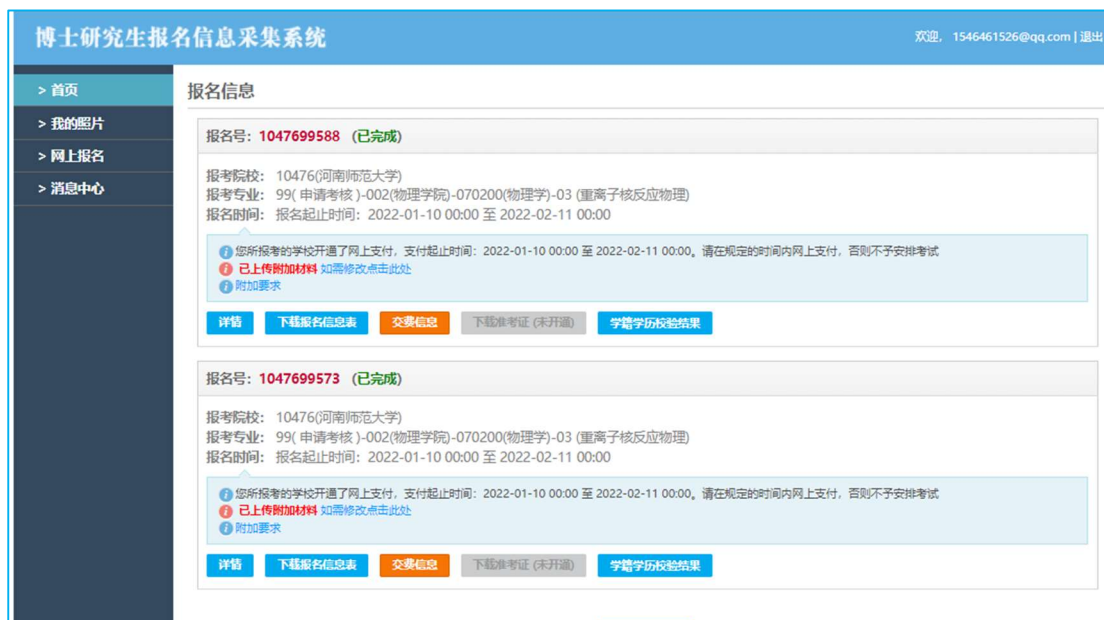 博士研究生报名信息采集系统
欢迎, 1546461526@qq.com | 退出
> 首页
> 我的照片
> 网上报名
> 消息中心
报名信息
报名号: 1047699588 (已完成)
报考院校: 10476(河南师范大学)
报考专业: 99( 申请考核 )-002(物理学院)-070200(物理学)-03 (重离子核反应物理)
报名时间: 报名起止时间: 2022-01-10 00:00 至 2022-02-11 00:00
您所报考的学校开通了网上支付, 支付起止时间: 2022-01-10 00:00 至 2022-02-11 00:00。请在规定的时间内网上支付, 否则不予安排考试
已上传附加材料 如需修改点击此处
附加要求
详情 下载报名信息表 交费信息 下载准考证 (未开通) 学籍学历校验结果
报名号: 1047699573 (已完成)
报考院校: 10476(河南师范大学)
报考专业: 99( 申请考核 )-002(物理学院)-070200(物理学)-03 (重离子核反应物理)
报名时间: 报名起止时间: 2022-01-10 00:00 至 2022-02-11 00:00
您所报考的学校开通了网上支付, 支付起止时间: 2022-01-10 00:00 至 2022-02-11 00:00。请在规定的时间内网上支付, 否则不予安排考试
已上传附加材料 如需修改点击此处
附加要求
详情 下载报名信息表 交费信息 下载准考证 (未开通) 学籍学历校验结果